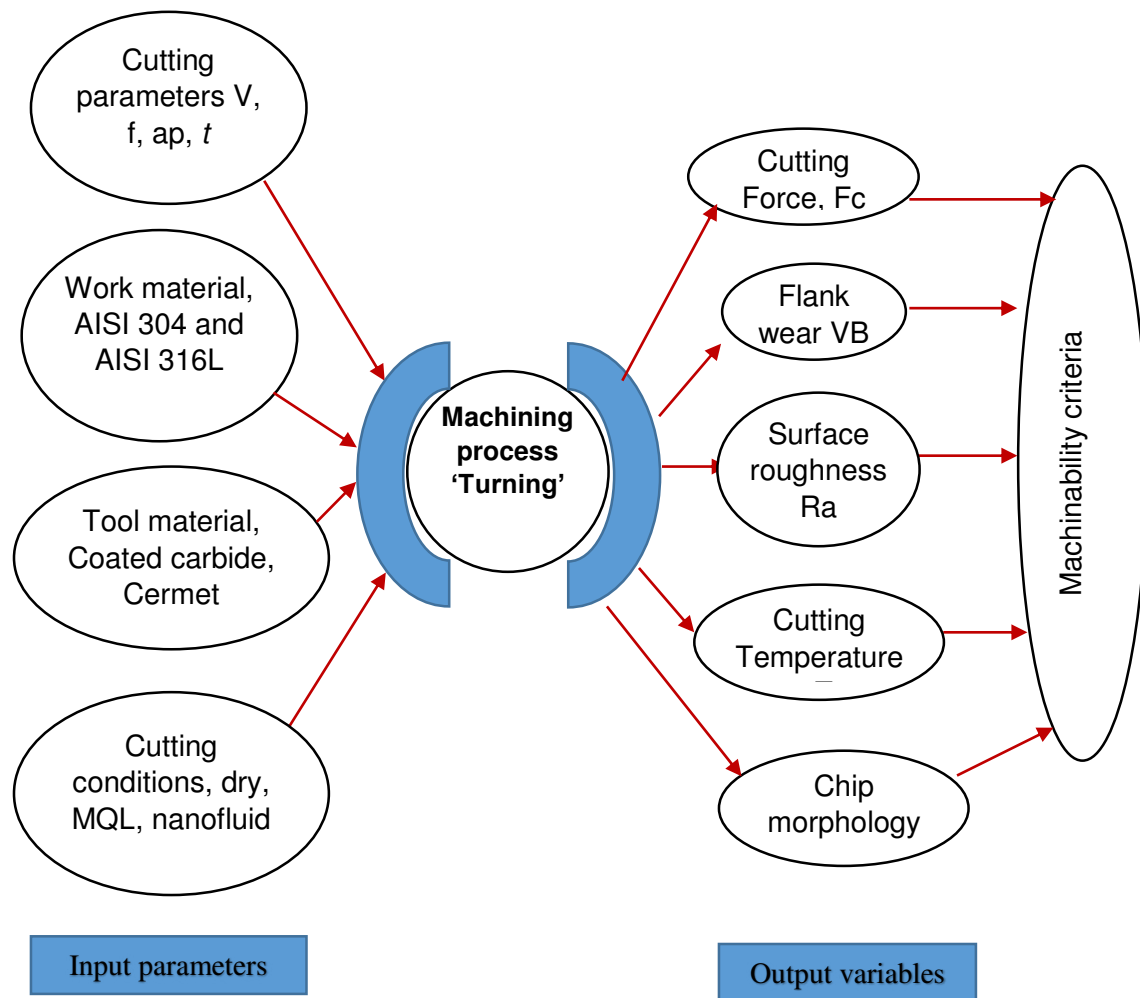 Cutting
parameters V,
f, ap, t
Work material,
AISI 304 and
AISI 316L
Tool material,
Coated carbide,
Cermet
Cutting
conditions, dry,
MQL, nanofluid
Input parameters
Machining
process
‘Turning’
Cutting
Force, Fc
Flank
wear VB
Surface
roughness
Ra
Cutting
Temperature
Chip
morphology
Output variables
Machinability criteria